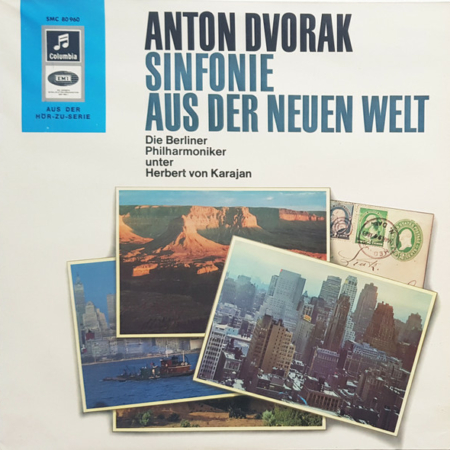 SMC 80 960
Columbia
EMI
AUS DER
HÖR-ZU-SERIE
ANTON DVORAK
SINFONIE
AUS DER NEUEN WELT
Die Berliner
Philharmoniker
unter
Herbert von Karajan